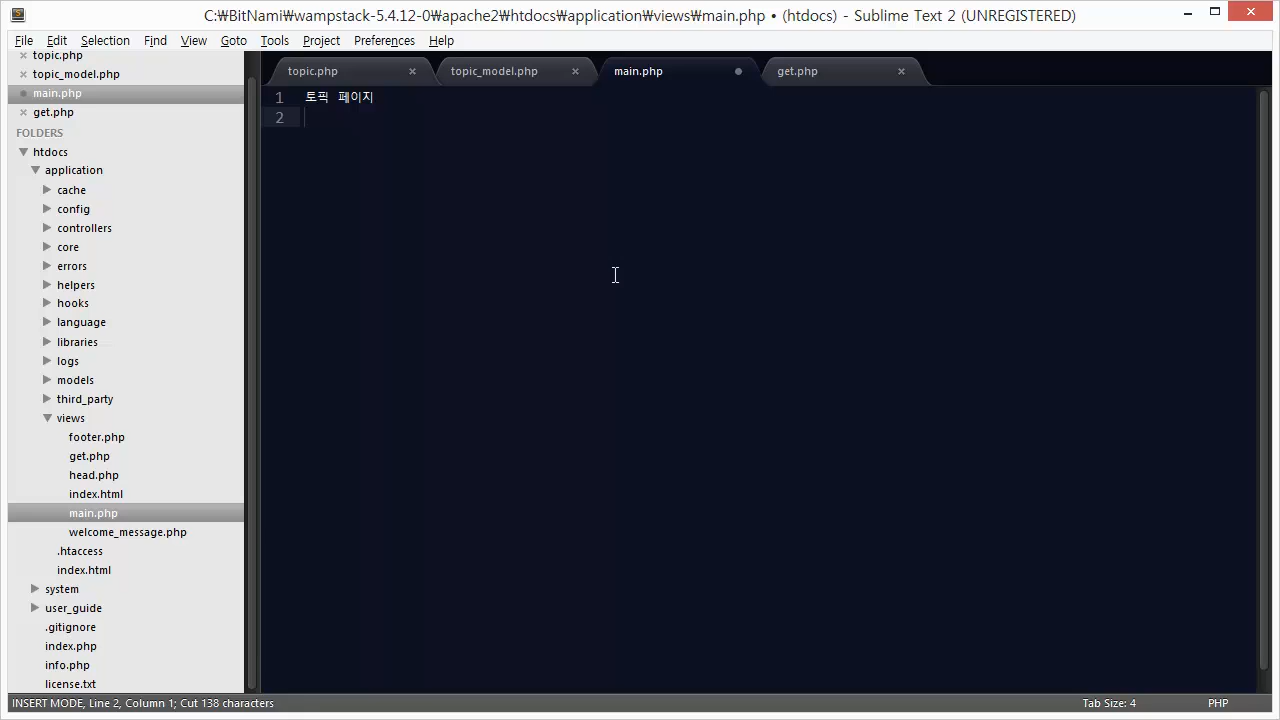 C:₩BitNami₩wampstack-5.4.12-0₩apache2₩htdocs₩application₩views₩main.php • (htdocs) - Sublime Text 2 (UNREGISTERED)
File Edit Selection Find View Goto Tools Project Preferences Help
topic.php
topic_model.php
main.php
get.php
FOLDERS
htdocs
application
cache
config
controllers
core
errors
helpers
hooks
language
libraries
logs
models
third_party
views
footer.php
get.php
head.php
index.html
main.php
welcome_message.php
.htaccess
index.html
system
user_guide
.gitignore
index.php
info.php
license.txt
topic.php topic_model.php main.php get.php
1 토픽 페이지
2
INSERT MODE, Line 2, Column 1; Cut 138 characters Tab Size: 4 PHP